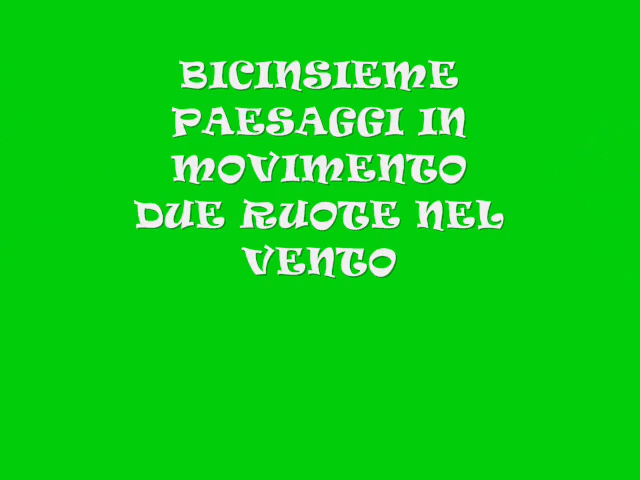 BICINSIEME
PAESAGGI IN
MOVIMENTO
DUE RUOTE NEL
VENTO